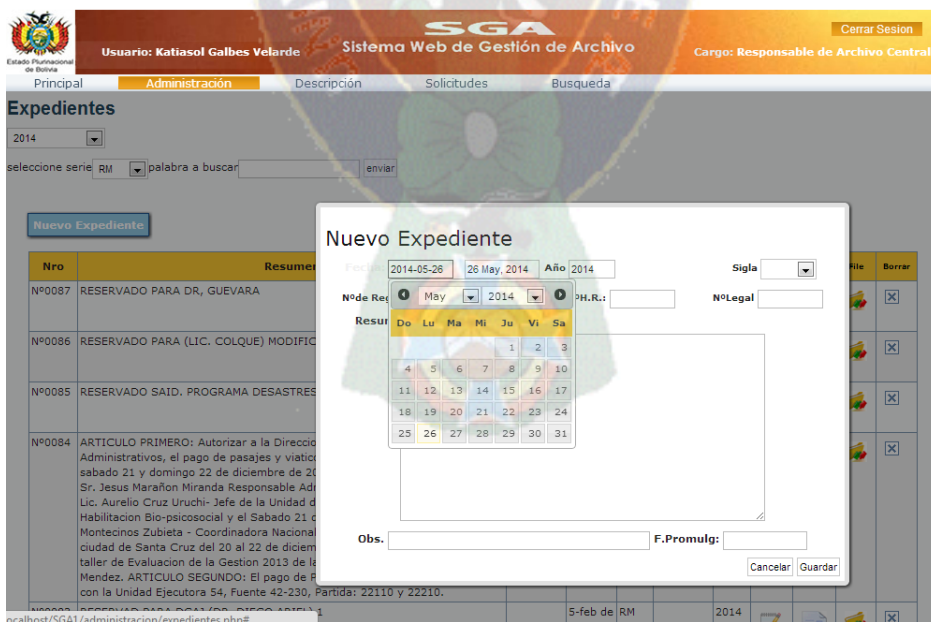 SGA
Cerrar Sesion
Usuario: Katiasol Galbes Velarde
Sistema Web de Gestión de Archivo
Cargo: Responsable de Archivo Central
Estado Plurinacional
de Bolivia
Principal Administración Descripción Solicitudes Busqueda
Expedientes
2014
seleccione serie RM palabra a buscar enviar
Nuevo Expediente
Nro Resumen File Borrar
Nº0087 RESERVADO PARA DR, GUEVARA
Nº0086 RESERVADO PARA (LIC. COLQUE) MODIFIC
Nº0085 RESERVADO SAID. PROGRAMA DESASTRES
Nº0084 ARTICULO PRIMERO: Autorizar a la Direccio
Administrativos, el pago de pasajes y viatico
sabado 21 y domingo 22 de diciembre de 20
Sr. Jesus Marañon Miranda Responsable Adm
Lic. Aurelio Cruz Uruchi- Jefe de la Unidad d
Habilitacion Bio-psicosocial y el Sabado 21 d
Montecinos Zubieta - Coordinadora Nacional
ciudad de Santa Cruz del 20 al 22 de diciem
taller de Evaluacion de la Gestion 2013 de la
Mendez. ARTICULO SEGUNDO: El pago de P
con la Unidad Ejecutora 54, Fuente 42-230, Partida: 22110 y 22210.
1 5-feb de RM 2014
localhost/SGA1/administracion/expedientes.php#
Nuevo Expediente
2014-05-26 26 May, 2014 Año 2014 Sigla
Nºde Reg H.R.: NºLegal
May 2014
Resum
Do Lu Ma Mi Ju Vi Sa
1 2 3
4 5 6 7 8 9 10
11 12 13 14 15 16 17
18 19 20 21 22 23 24
25 26 27 28 29 30 31
Obs. F.Promulg:
Cancelar Guardar